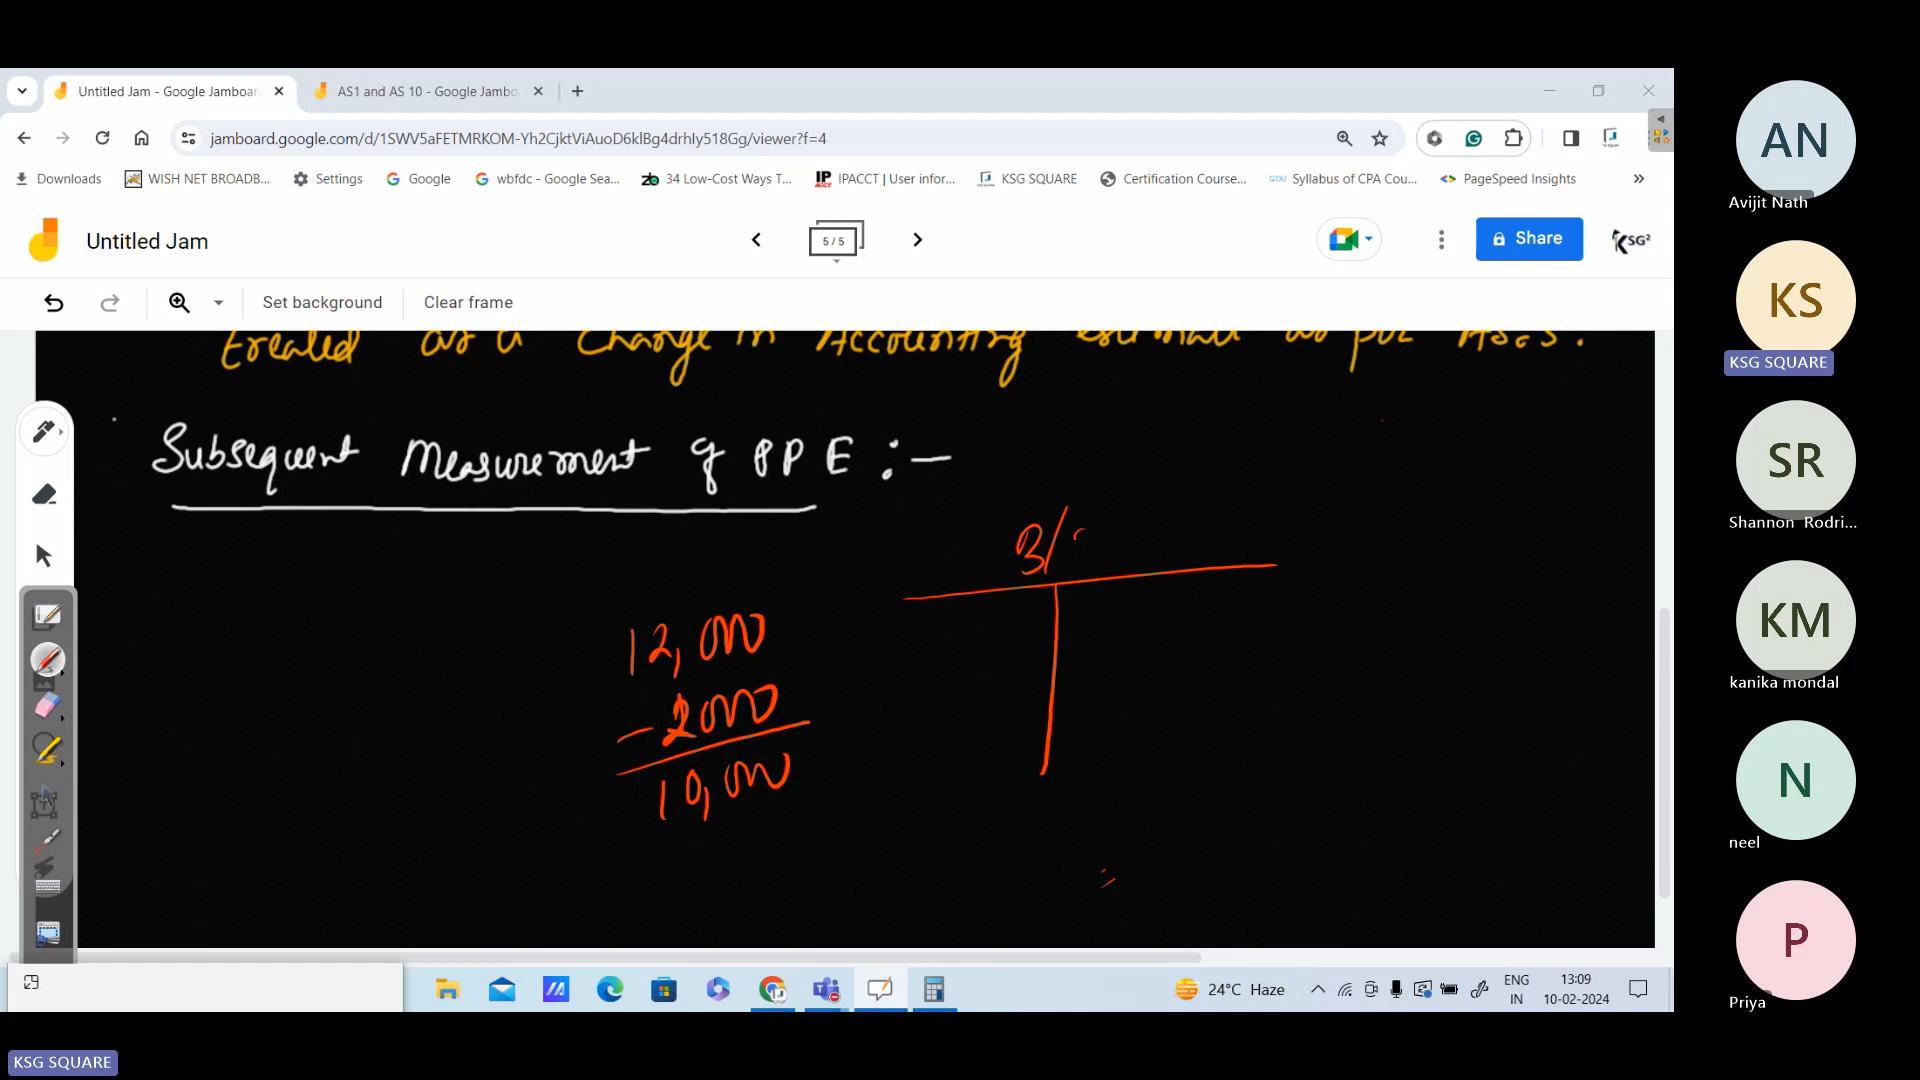 Untitled Jam - Google Jamboar
AS1 and AS 10 - Google Jambo
jamboard.google.com/d/1SWV5aFETMRKOM-Yh2CjktViAuoD6klBg4drhIy518Gg/viewer?f=4
Downloads
WISH NET BROADB...
Settings
Google
wbfdc - Google Sea...
34 Low-Cost Ways T...
IPACCT | User infor...
KSG SQUARE
Certification Course...
Syllabus of CPA Cou...
PageSpeed Insights
Untitled Jam
5 / 5
Share
KSG²
Set background
Clear frame
treated as a change in Accounting estimate as per AS-5.
Subsequent Measurement of PPE :-
B/
12,000
- 2000
10,000
AN
Avijit Nath
KS
KSG SQUARE
SR
Shannon Rodri...
KM
kanika mondal
N
neel
P
Priya
24°C Haze
ENG
IN
13:09
10-02-2024
KSG SQUARE